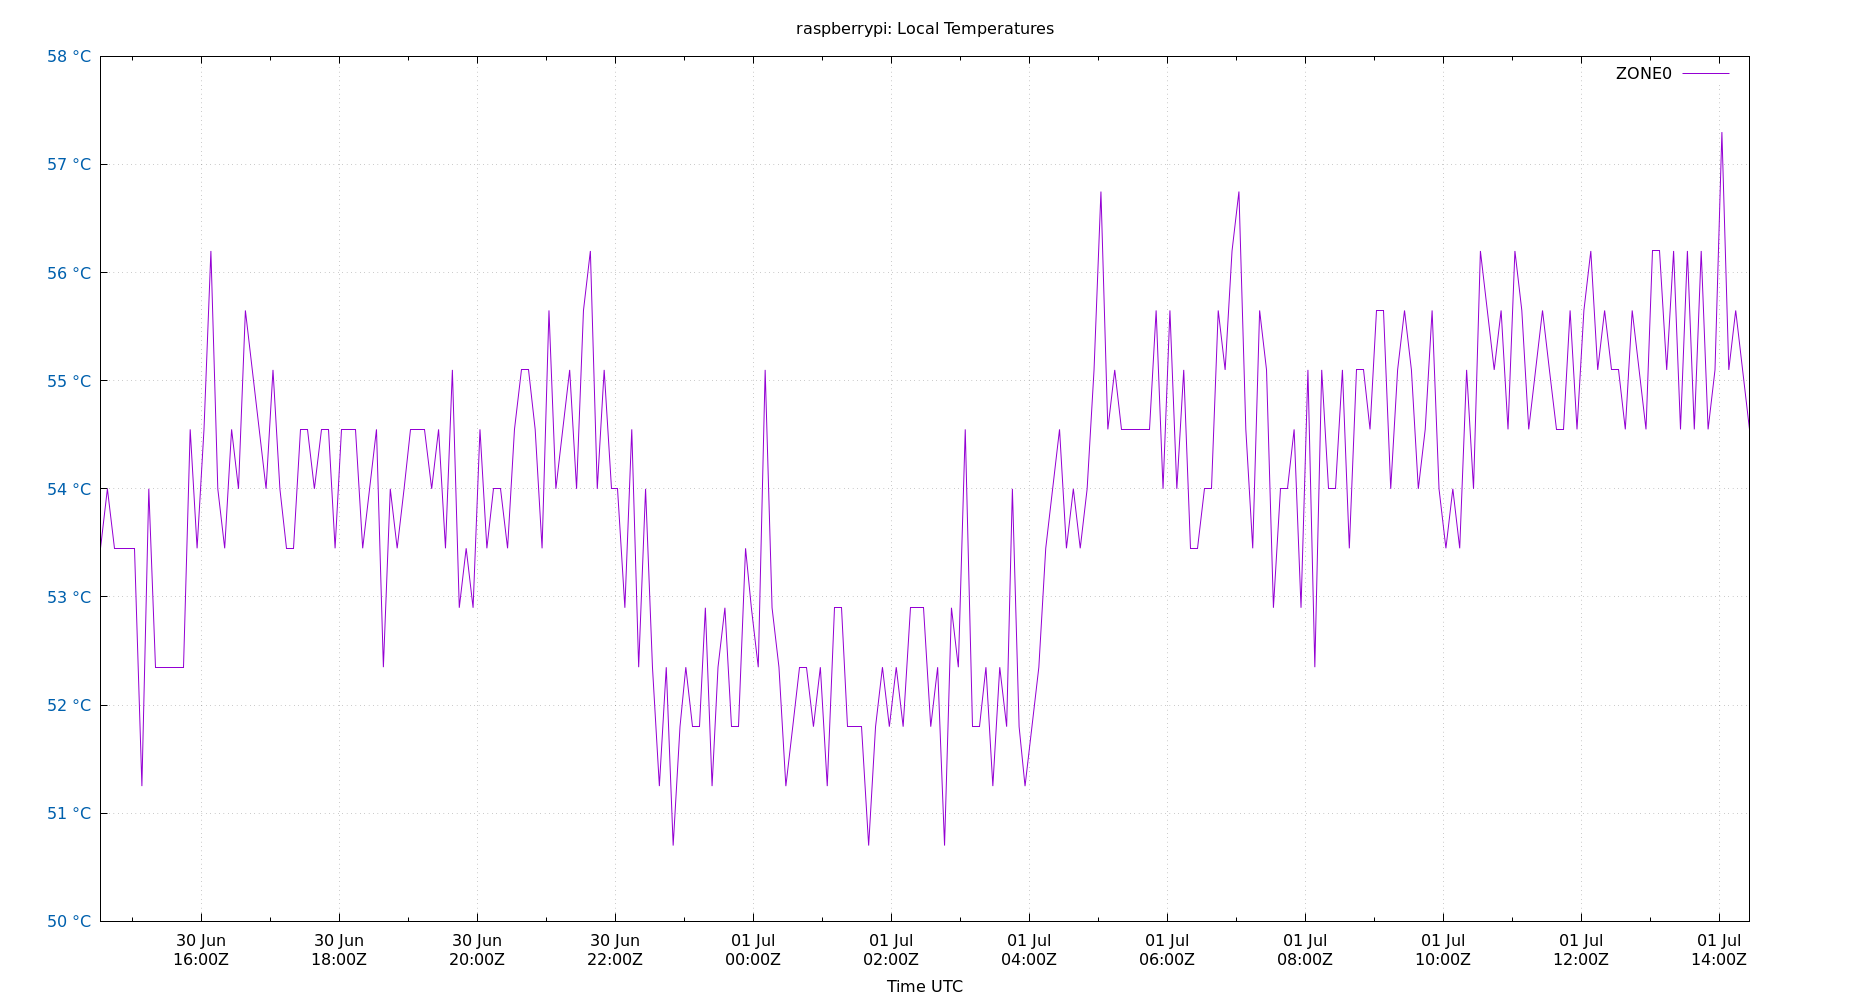 raspberrypi: Local Temperatures
58 °C
ZONE0
57 °C
56 °C
55 °C
54 °C
53 °C
52 °C
51 °C
50 °C
30 Jun 30 Jun 30 Jun 30 Jun 01 Jul 01 Jul 01 Jul 01 Jul 01 Jul 01 Jul 01 Jul 01 Jul
16:00Z 18:00Z 20:00Z 22:00Z 00:00Z 02:00Z 04:00Z 06:00Z 08:00Z 10:00Z 12:00Z 14:00Z
Time UTC